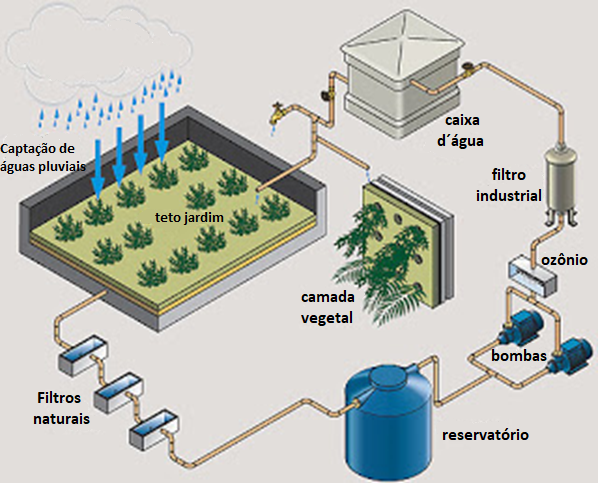 Captação de
águas pluviais
teto jardim
caixa
d´água
filtro
industrial
camada
vegetal
ozônio
bombas
Filtros
naturais
reservatório